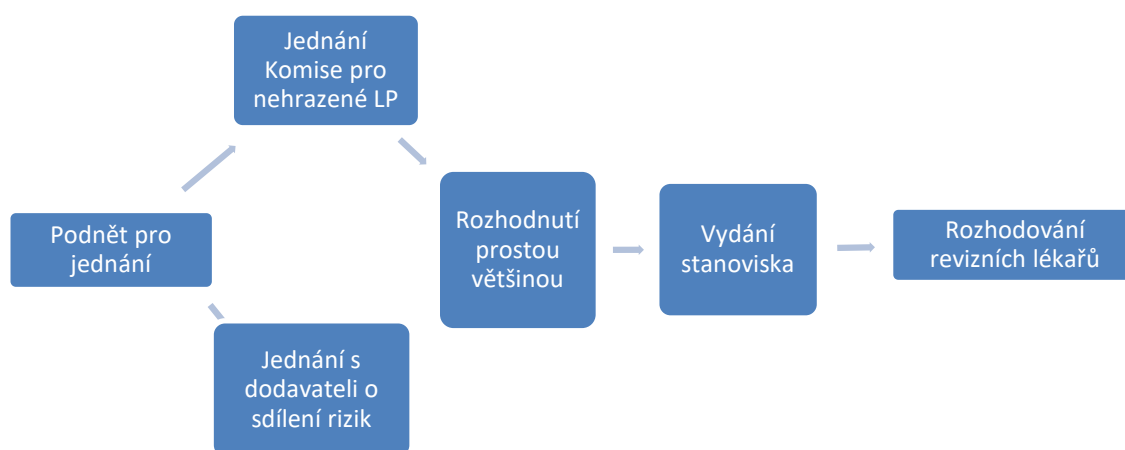 Jednání
Komise pro
nehrazené LP
Podnět pro
jednání
Jednání s
dodavateli o
sdílení rizik
Rozhodnutí
prostou
většinou
Vydání
stanoviska
Rozhodování
revizních lékařů